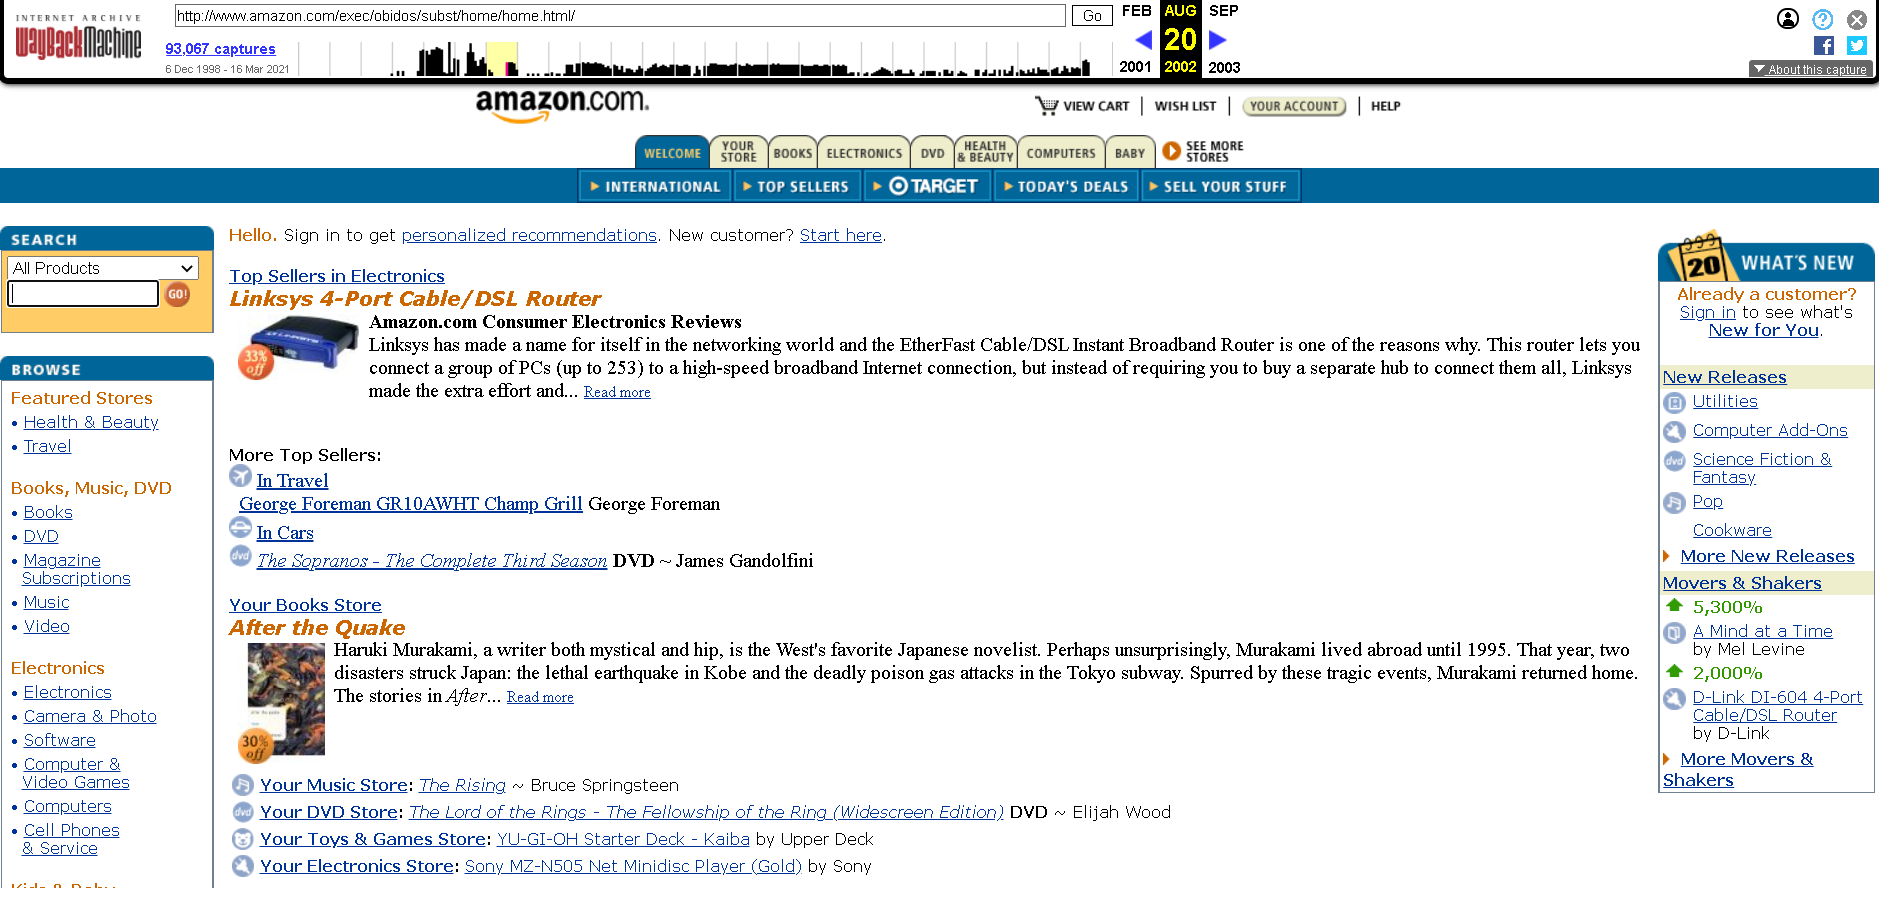 INTERNET ARCHIVE
WayBackMachine
http://www.amazon.com/exec/obidos/subst/home/home.html/
Go
93,067 captures
6 Dec 1998 - 16 Mar 2021
FEB AUG SEP
20
2001 2002 2003
About this capture
amazon.com.
VIEW CART | WISH LIST | YOUR ACCOUNT | HELP
WELCOME
YOUR STORE
BOOKS
ELECTRONICS
DVD
HEALTH & BEAUTY
COMPUTERS
BABY
SEE MORE STORES
INTERNATIONAL
TOP SELLERS
TARGET
TODAY'S DEALS
SELL YOUR STUFF
SEARCH
All Products
GO!
BROWSE
Featured Stores
• Health & Beauty
• Travel
Books, Music, DVD
• Books
• DVD
• Magazine
Subscriptions
• Music
• Video
Electronics
• Electronics
• Camera & Photo
• Software
• Computer &
Video Games
• Computers
• Cell Phones
& Service
Hello. Sign in to get personalized recommendations. New customer? Start here.
Top Sellers in Electronics
Linksys 4-Port Cable/DSL Router
33% off
Amazon.com Consumer Electronics Reviews
Linksys has made a name for itself in the networking world and the EtherFast Cable/DSL Instant Broadband Router is one of the reasons why. This router lets you
connect a group of PCs (up to 253) to a high-speed broadband Internet connection, but instead of requiring you to buy a separate hub to connect them all, Linksys
made the extra effort and... Read more
More Top Sellers:
In Travel
George Foreman GR10AWHT Champ Grill George Foreman
In Cars
dvd The Sopranos - The Complete Third Season DVD ~ James Gandolfini
Your Books Store
After the Quake
Haruki Murakami, a writer both mystical and hip, is the West's favorite Japanese novelist. Perhaps unsurprisingly, Murakami lived abroad until 1995. That year, two
disasters struck Japan: the lethal earthquake in Kobe and the deadly poison gas attacks in the Tokyo subway. Spurred by these tragic events, Murakami returned home.
The stories in After... Read more
30% off
Your Music Store: The Rising ~ Bruce Springsteen
dvd Your DVD Store: The Lord of the Rings - The Fellowship of the Ring (Widescreen Edition) DVD ~ Elijah Wood
Your Toys & Games Store: YU-GI-OH Starter Deck - Kaiba by Upper Deck
Your Electronics Store: Sony MZ-N505 Net Minidisc Player (Gold) by Sony
20 WHAT'S NEW
Already a customer?
Sign in to see what's
New for You.
New Releases
Utilities
Computer Add-Ons
dvd Science Fiction &
Fantasy
Pop
Cookware
More New Releases
Movers & Shakers
5,300%
A Mind at a Time
by Mel Levine
2,000%
D-Link DI-604 4-Port
Cable/DSL Router
by D-Link
More Movers &
Shakers